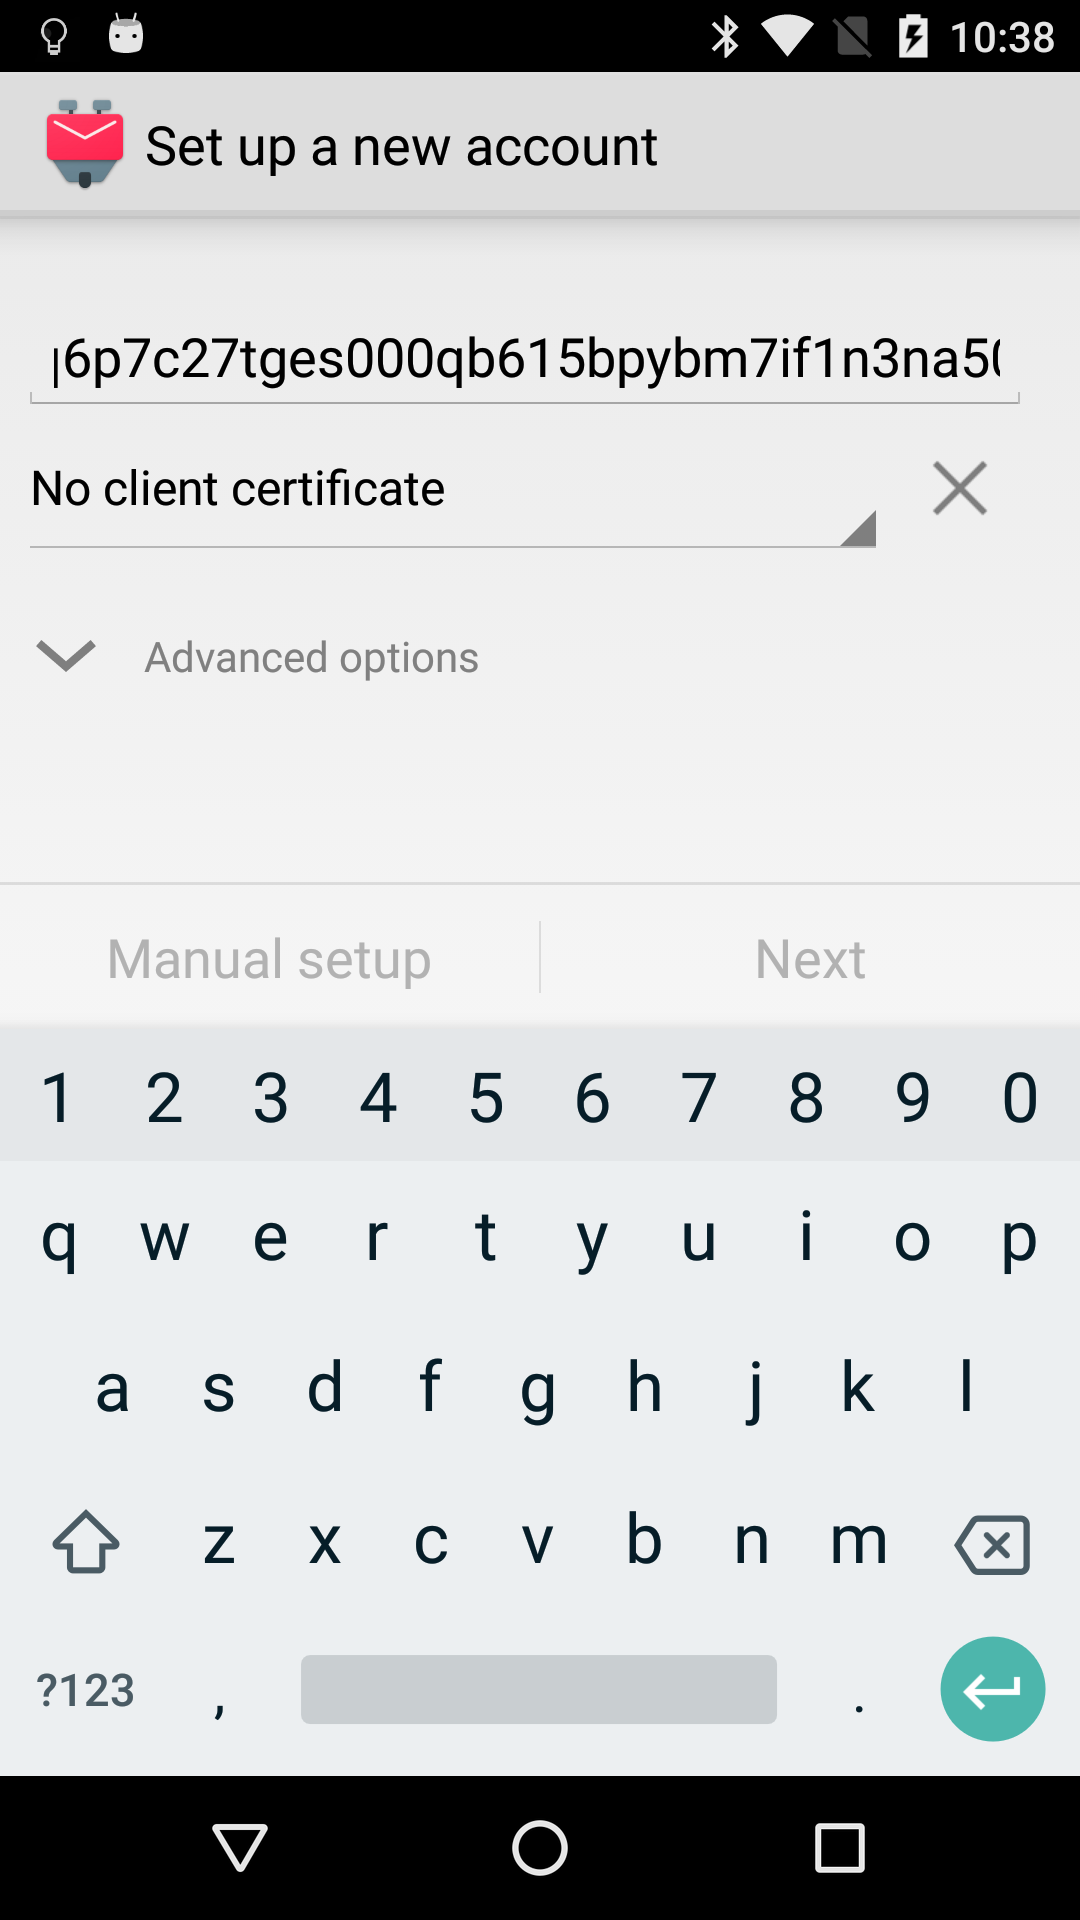 10:38
Set up a new account
6p7c27tges000qb615bpybm7if1n3na5
No client certificate
Advanced options
Manual setup Next
1 2 3 4 5 6 7 8 9 0
q w e r t y u i o p
a s d f g h j k l
z x c v b n m
?123 , .